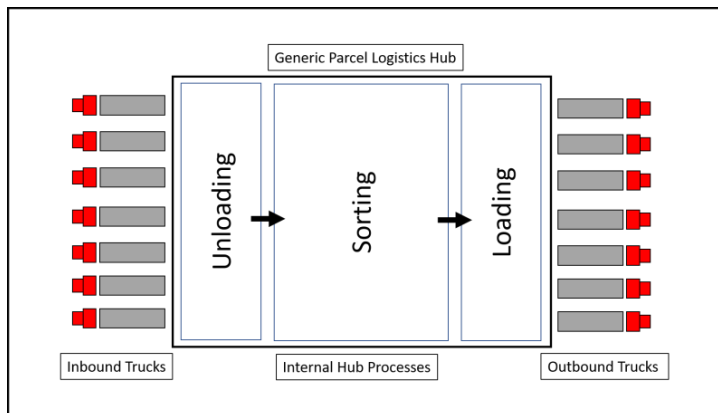 Generic Parcel Logistics Hub
Unloading
Sorting
Loading
Inbound Trucks
Internal Hub Processes
Outbound Trucks